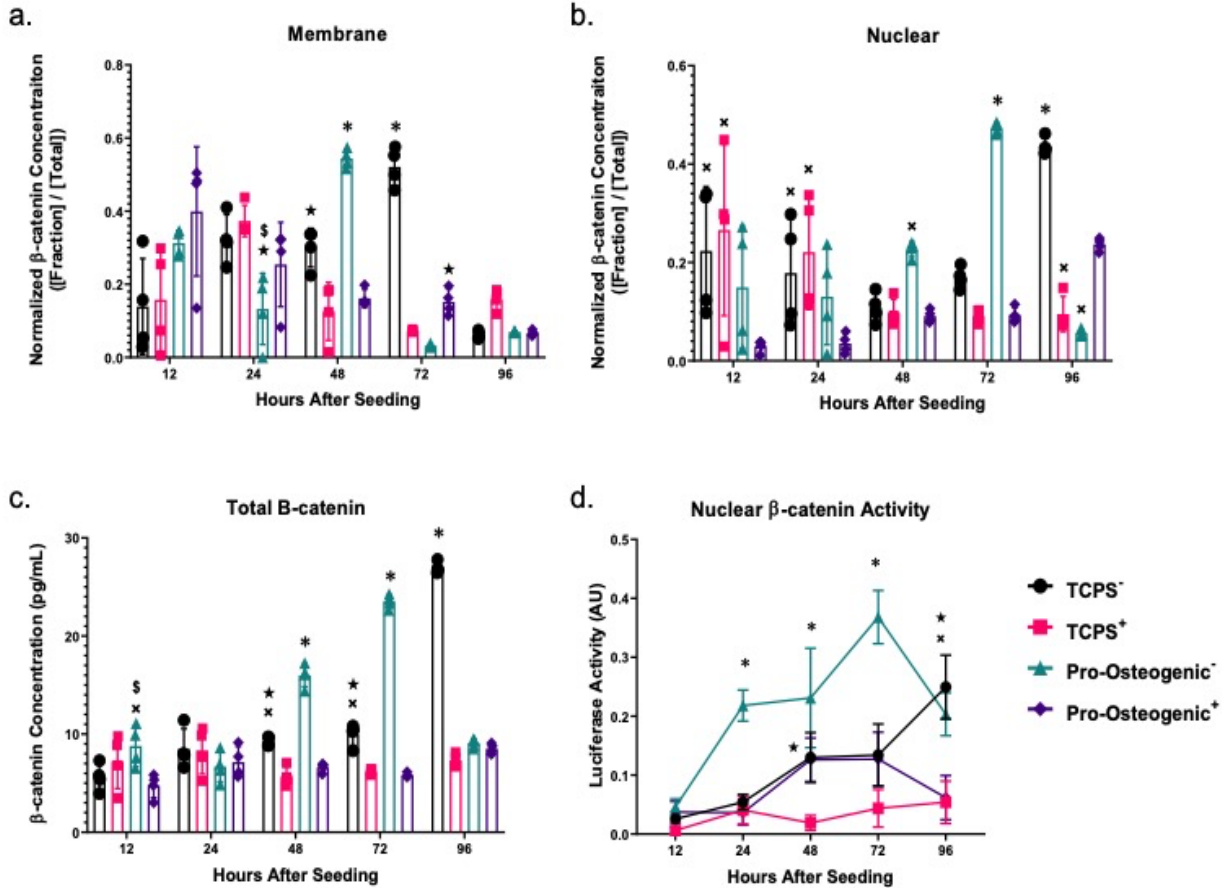 a.
Membrane
Normalized β-catenin Concentraiton
([Fraction] / [Total])
0.8
0.6
0.4
0.2
0.0
$
★
★
*
*
★
12 24 48 72 96
Hours After Seeding
b.
Nuclear
Normalized β-catenin Concentraiton
([Fraction] / [Total])
0.6
0.4
0.2
0.0
×
×
×
×
×
*
*
×
×
12 24 48 72 96
Hours After Seeding
c.
Total B-catenin
β-catenin Concentration (pg/mL)
30
20
10
0
$
×
★
×
*
★
×
*
*
12 24 48 72 96
Hours After Seeding
d.
Nuclear β-catenin Activity
Luciferase Activity (AU)
0.5
0.4
0.3
0.2
0.1
0.0
*
★
*
*
★
×
12 24 48 72 96
Hours After Seeding
TCPS⁻
TCPS⁺
Pro-Osteogenic⁻
Pro-Osteogenic⁺